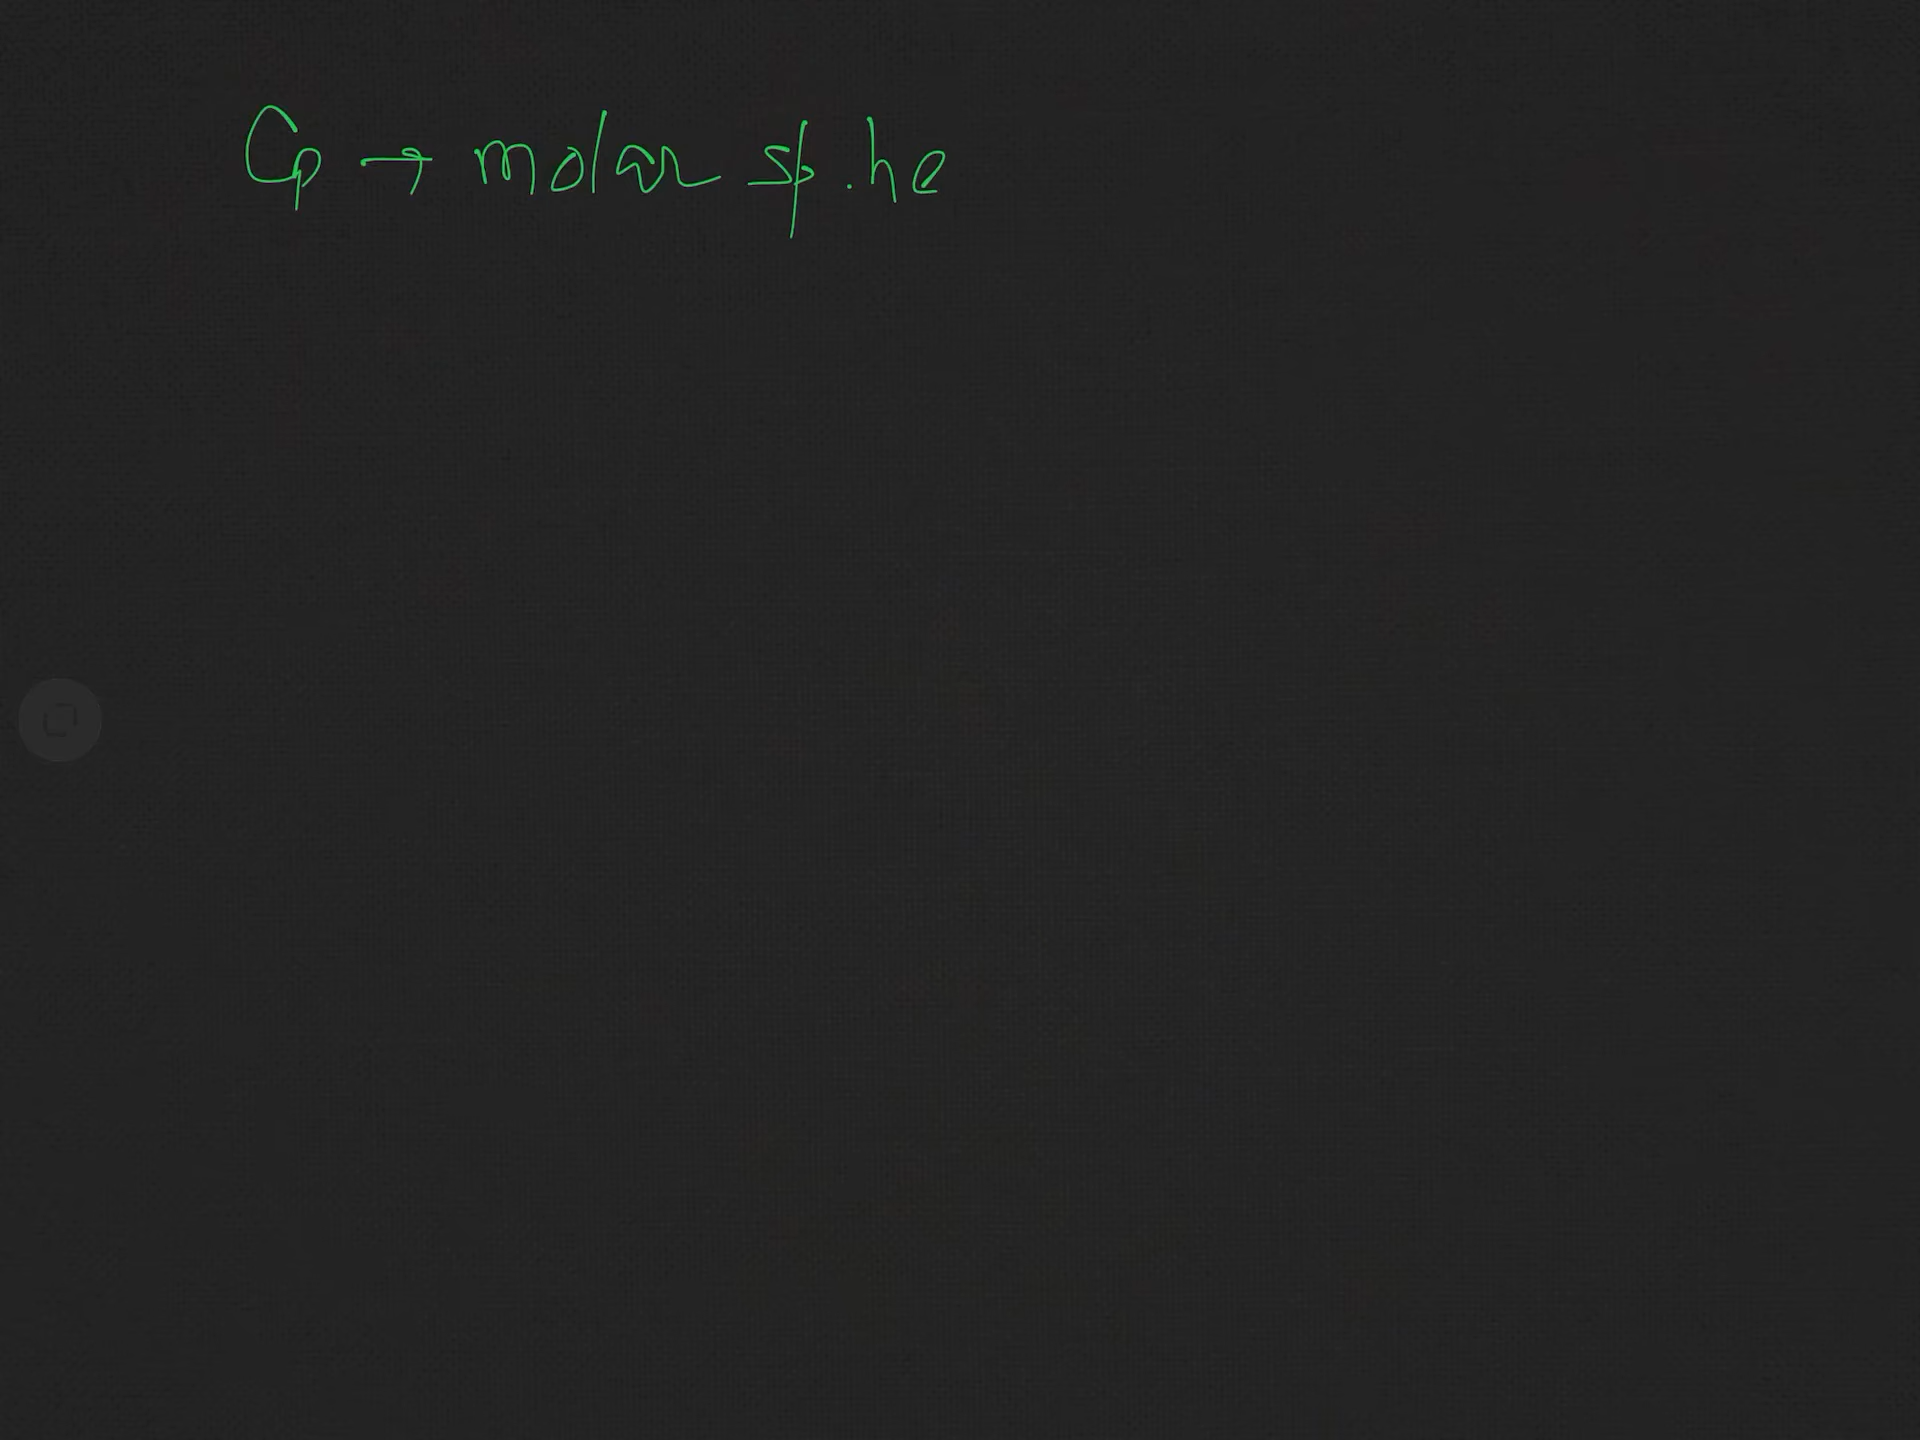 Cp → molar sp. he